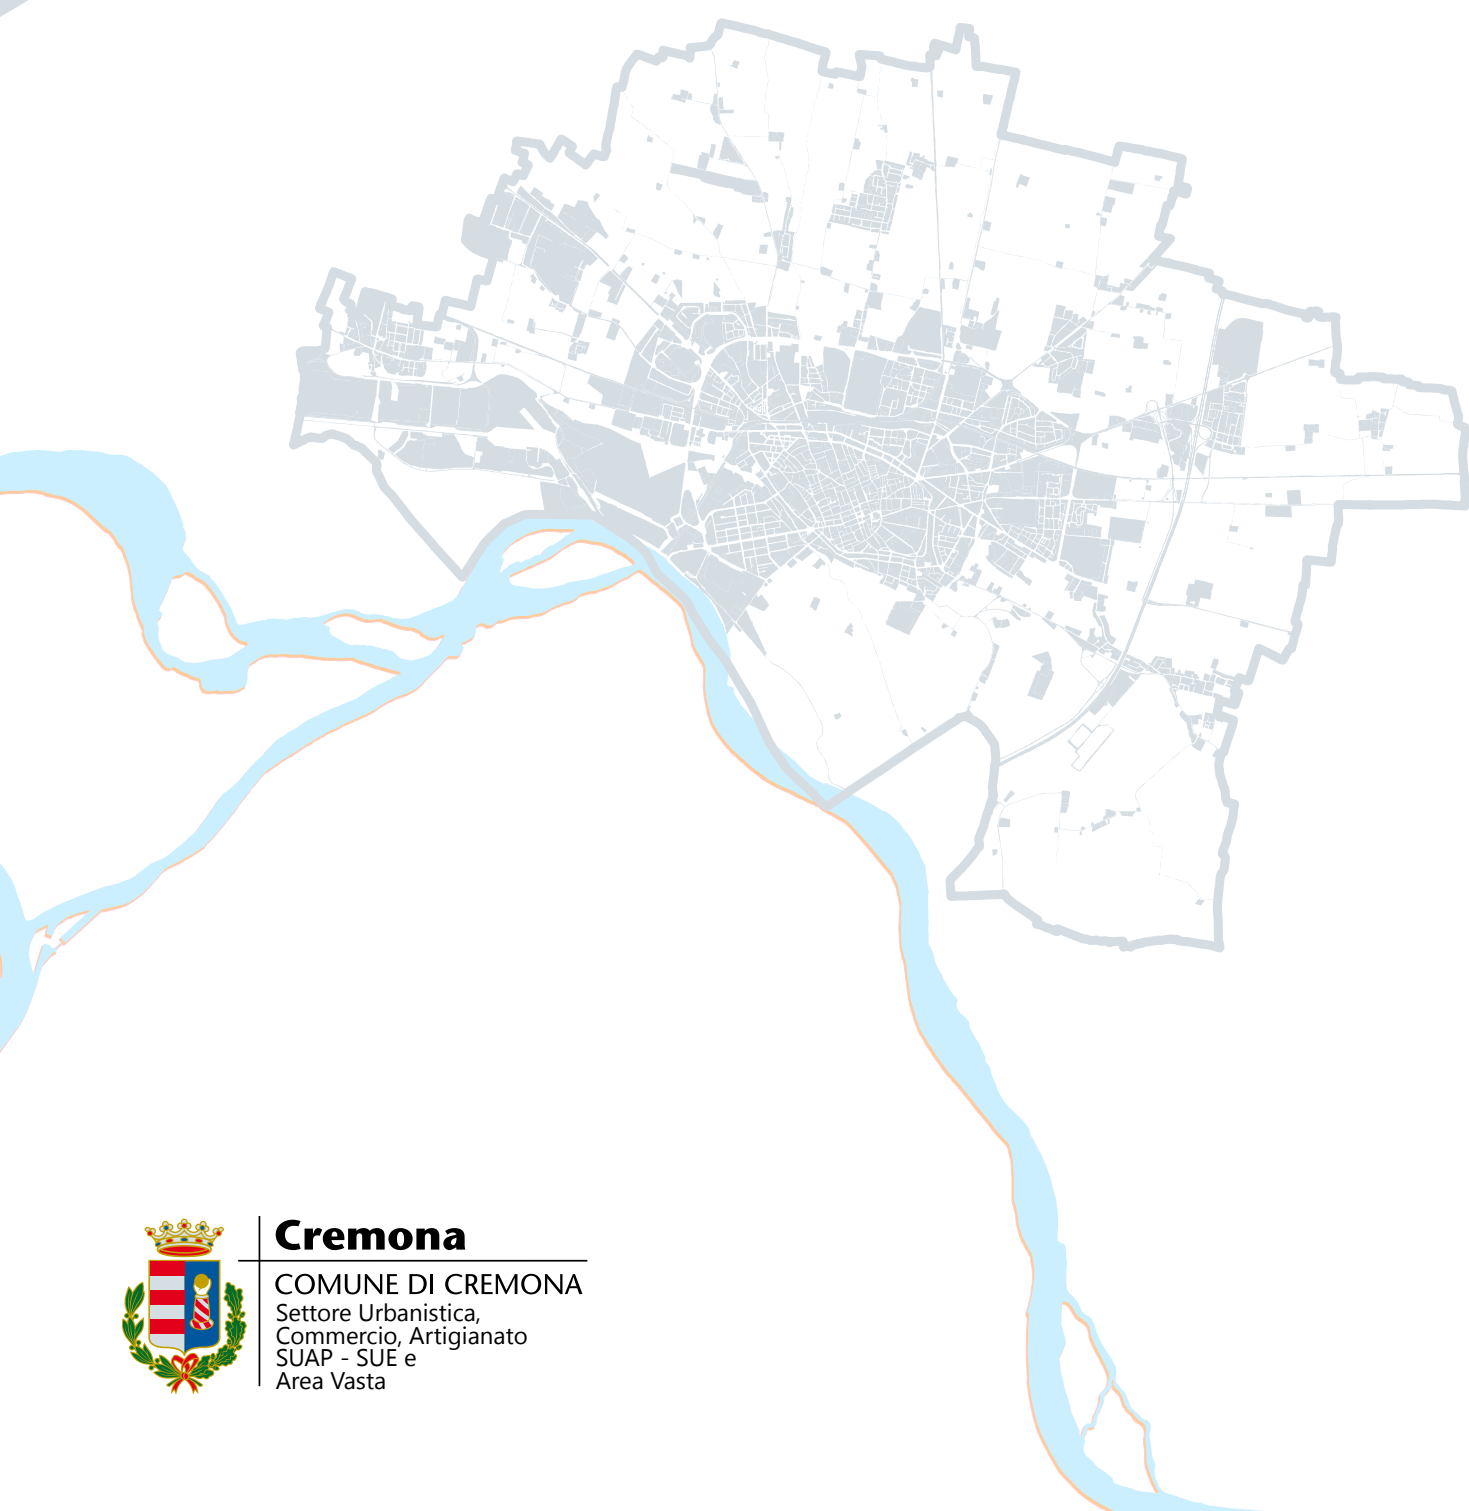 Cremona
COMUNE DI CREMONA
Settore Urbanistica,
Commercio, Artigianato
SUAP - SUE e
Area Vasta